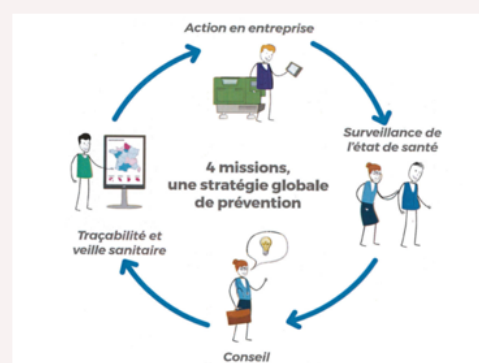 Action en entreprise
Surveillance de
l'état de santé
4 missions,
une stratégie globale
de prévention
Traçabilité et
veille sanitaire
Conseil